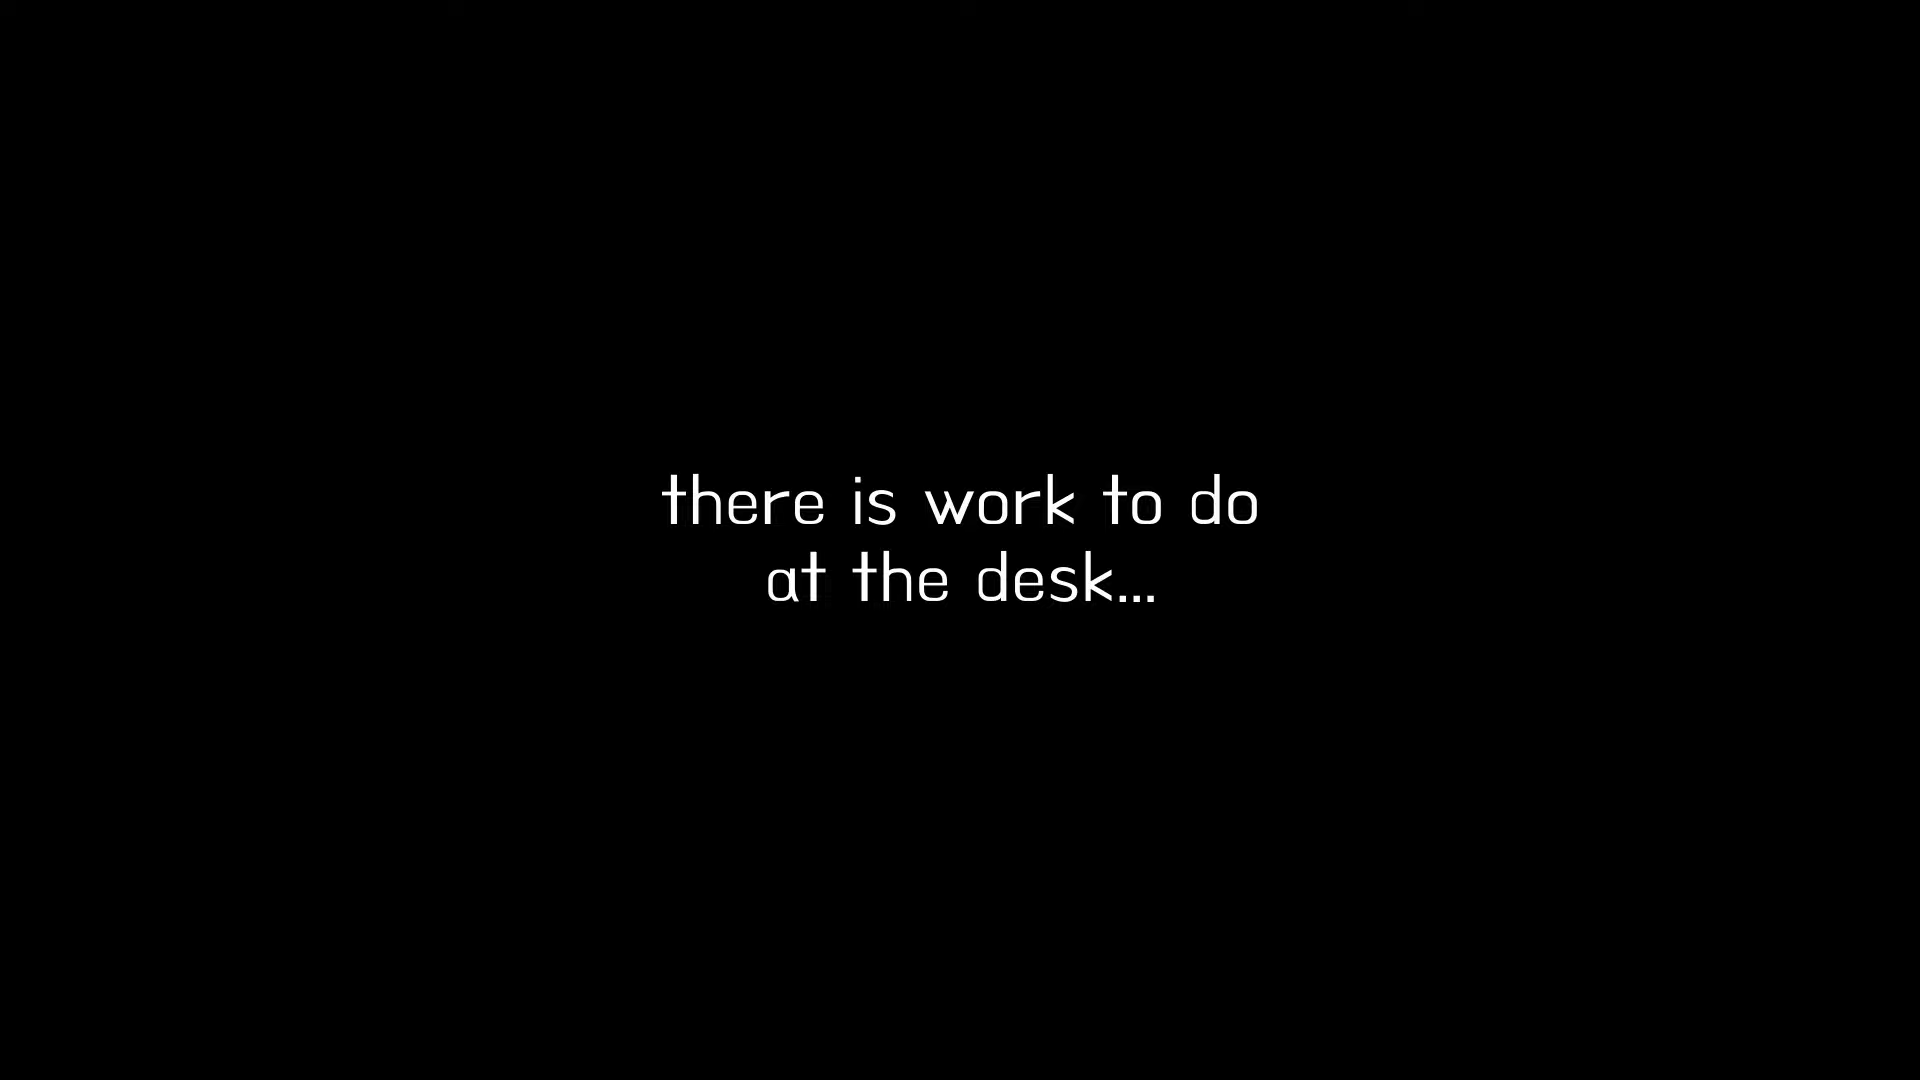 there is work to do
at the desk...